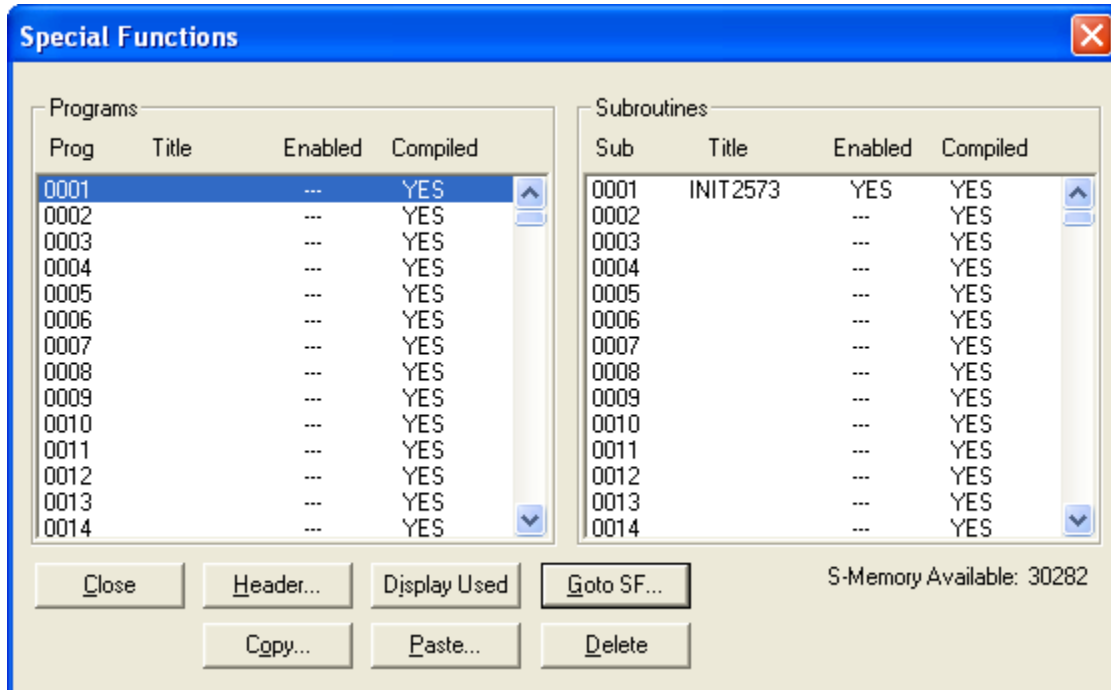 Special Functions
Programs
Prog Title Enabled Compiled
0001 --- YES
0002 --- YES
0003 --- YES
0004 --- YES
0005 --- YES
0006 --- YES
0007 --- YES
0008 --- YES
0009 --- YES
0010 --- YES
0011 --- YES
0012 --- YES
0013 --- YES
0014 --- YES
Subroutines
Sub Title Enabled Compiled
0001 INIT2573 YES YES
0002 --- YES
0003 --- YES
0004 --- YES
0005 --- YES
0006 --- YES
0007 --- YES
0008 --- YES
0009 --- YES
0010 --- YES
0011 --- YES
0012 --- YES
0013 --- YES
0014 --- YES
Close Header... Display Used Goto SF... S-Memory Available: 30282
Copy... Paste... Delete